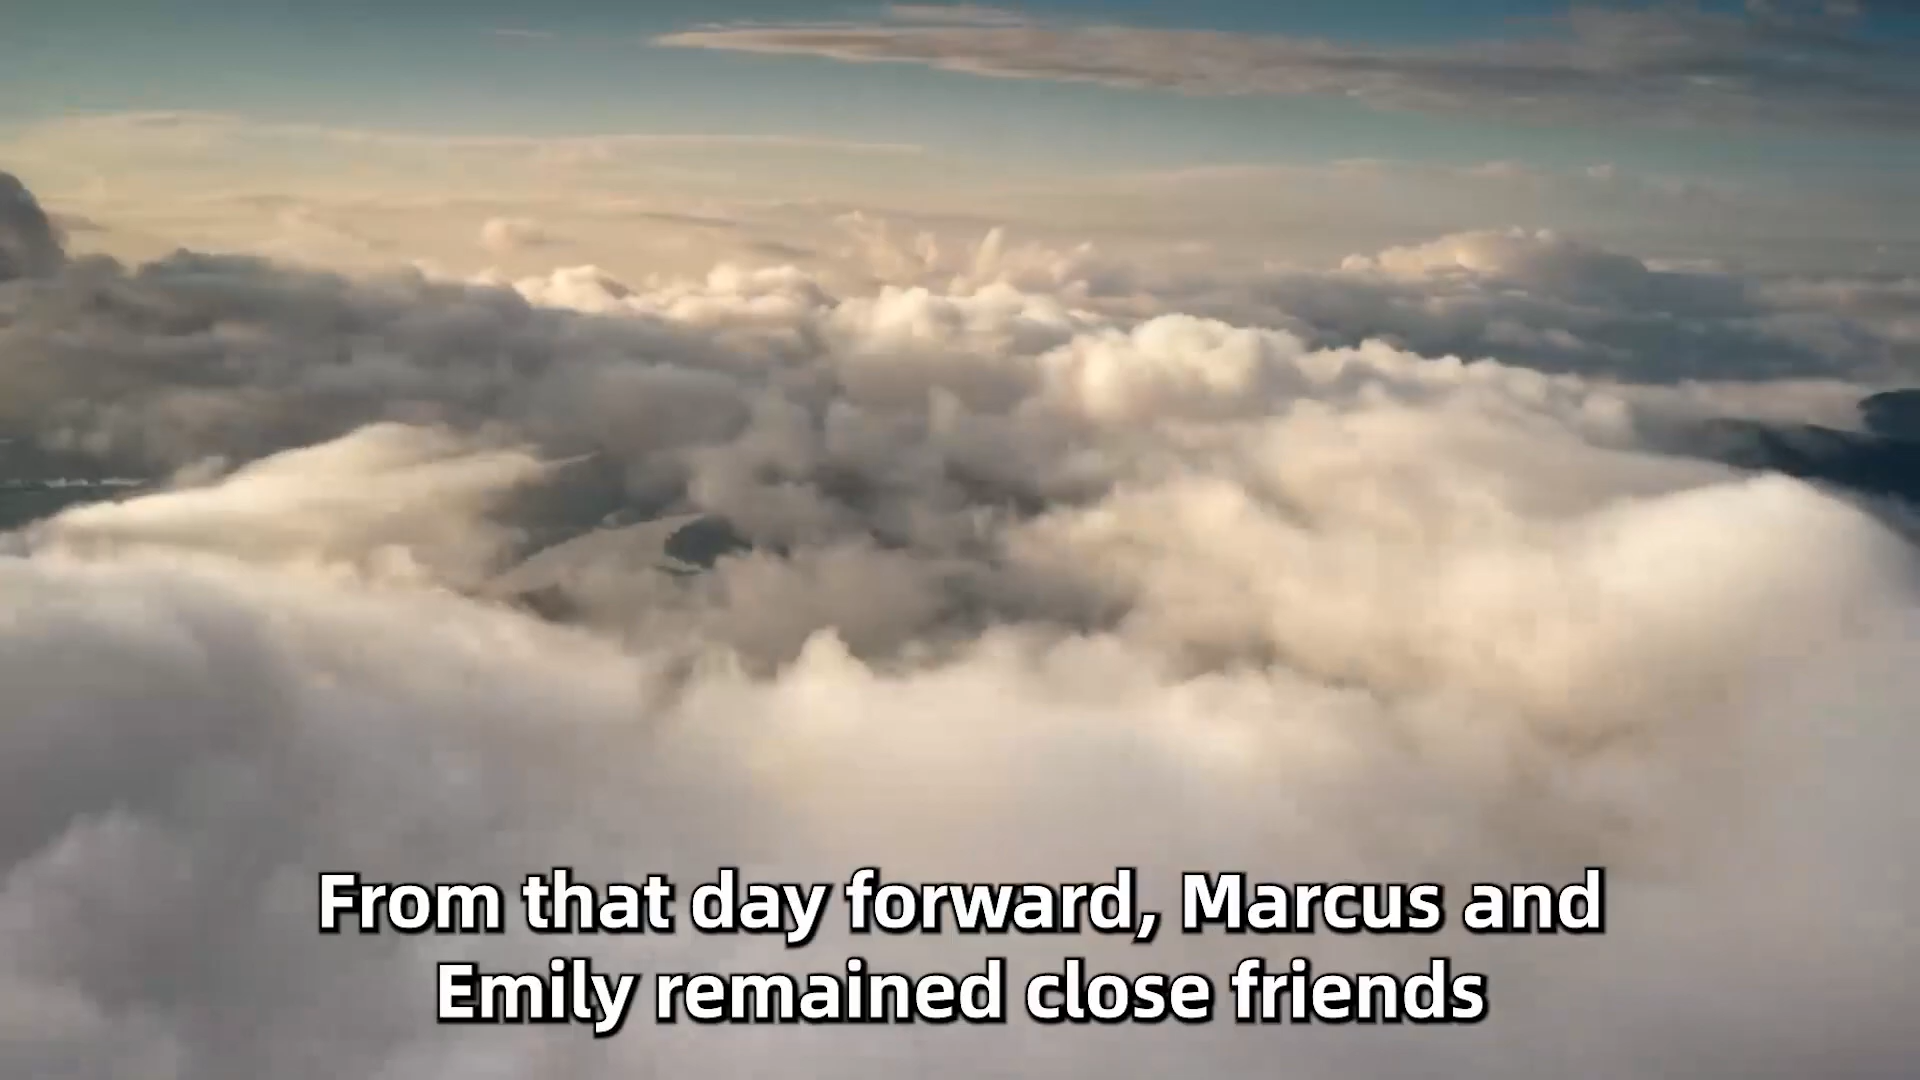 From that day forward, Marcus and
Emily remained close friends